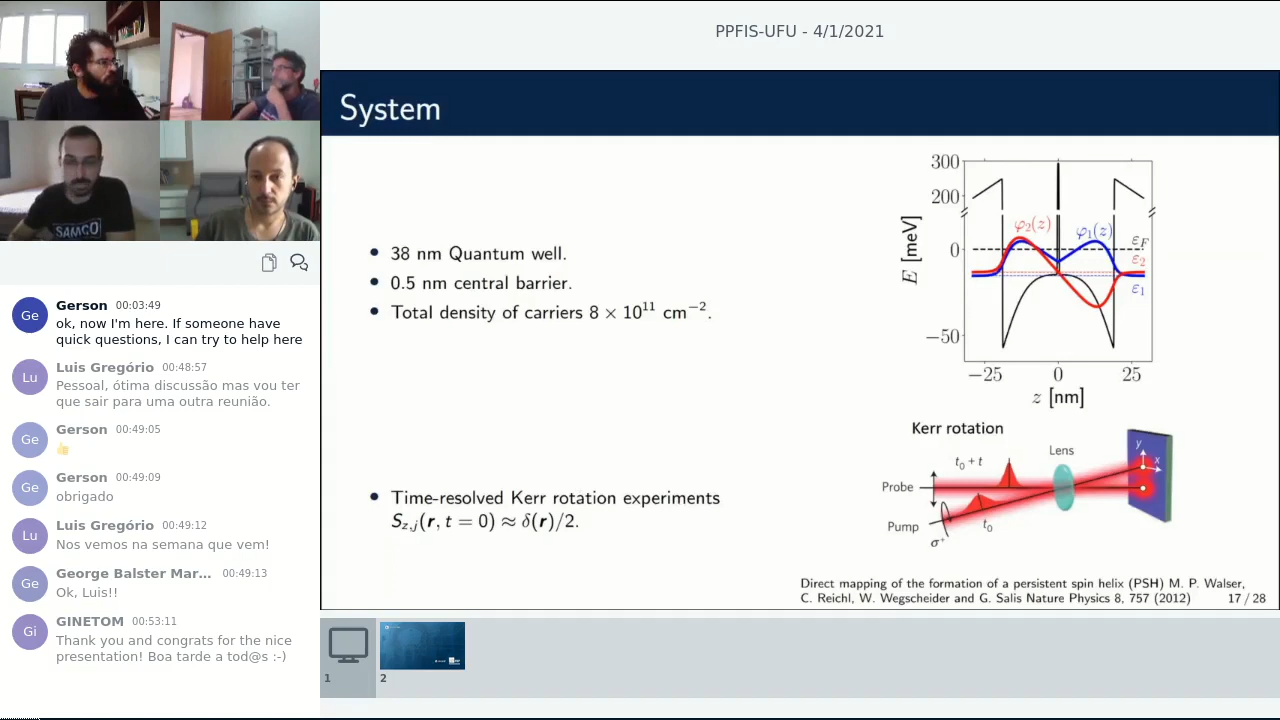 PPFIS-UFU - 4/1/2021
SAMCO
Ge
Gerson 00:03:49
ok, now I'm here. If someone have
quick questions, I can try to help here
Lu
Luis Gregório 00:48:57
Pessoal, ótima discussão mas vou ter
que sair para uma outra reunião.
Ge
Gerson 00:49:05
👍
Ge
Gerson 00:49:09
obrigado
Lu
Luis Gregório 00:49:12
Nos vemos na semana que vem!
Ge
George Balster Mar... 00:49:13
Ok, Luis!!
Gi
GINETOM 00:53:11
Thank you and congrats for the nice
presentation! Boa tarde a tod@s :-)
System
• 38 nm Quantum well.
• 0.5 nm central barrier.
• Total density of carriers 8 × 10¹¹ cm⁻².
• Time-resolved Kerr rotation experiments
S_{z,j}(r, t = 0) ≈ δ(r)/2.
300
200
0
−50
E [meV]
φ₂(z)
φ₁(z)
ε_F
ε₂
ε₁
−25 0 25
z [nm]
Kerr rotation
Lens
t₀ + t
Probe
Pump
t₀
σ⁺
y
x
Direct mapping of the formation of a persistent spin helix (PSH) M. P. Walser,
C. Reichl, W. Wegscheider and G. Salis Nature Physics 8, 757 (2012)
17 / 28
1
2